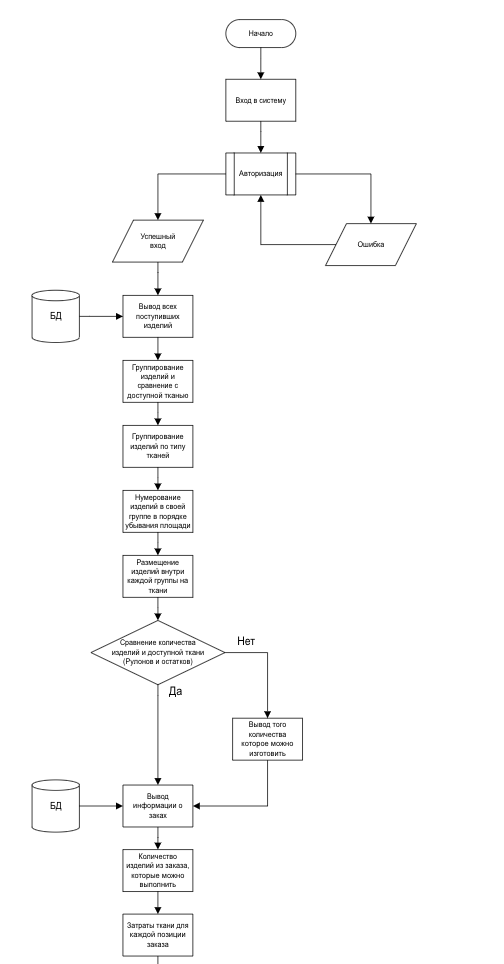 Начало
Вход в систему
Авторизация
Успешный
вход
Ошибка
БД
Вывод всех
поступивших
изделий
Группирование
изделий и
сравнение с
доступной тканью
Группирование
изделий по типу
тканей
Нумерование
изделий в своей
группе в порядке
убывания площади
Размещение
изделий внутри
каждой группы на
ткани
Сравнение количества
изделий и доступной ткани
(Рулонов и остатков)
Нет
Да
Вывод того
количества
которое можно
изготовить
БД
Вывод
информации о
заках
Количество
изделий из заказа,
которые можно
выполнить
Затраты ткани для
каждой позиции
заказа